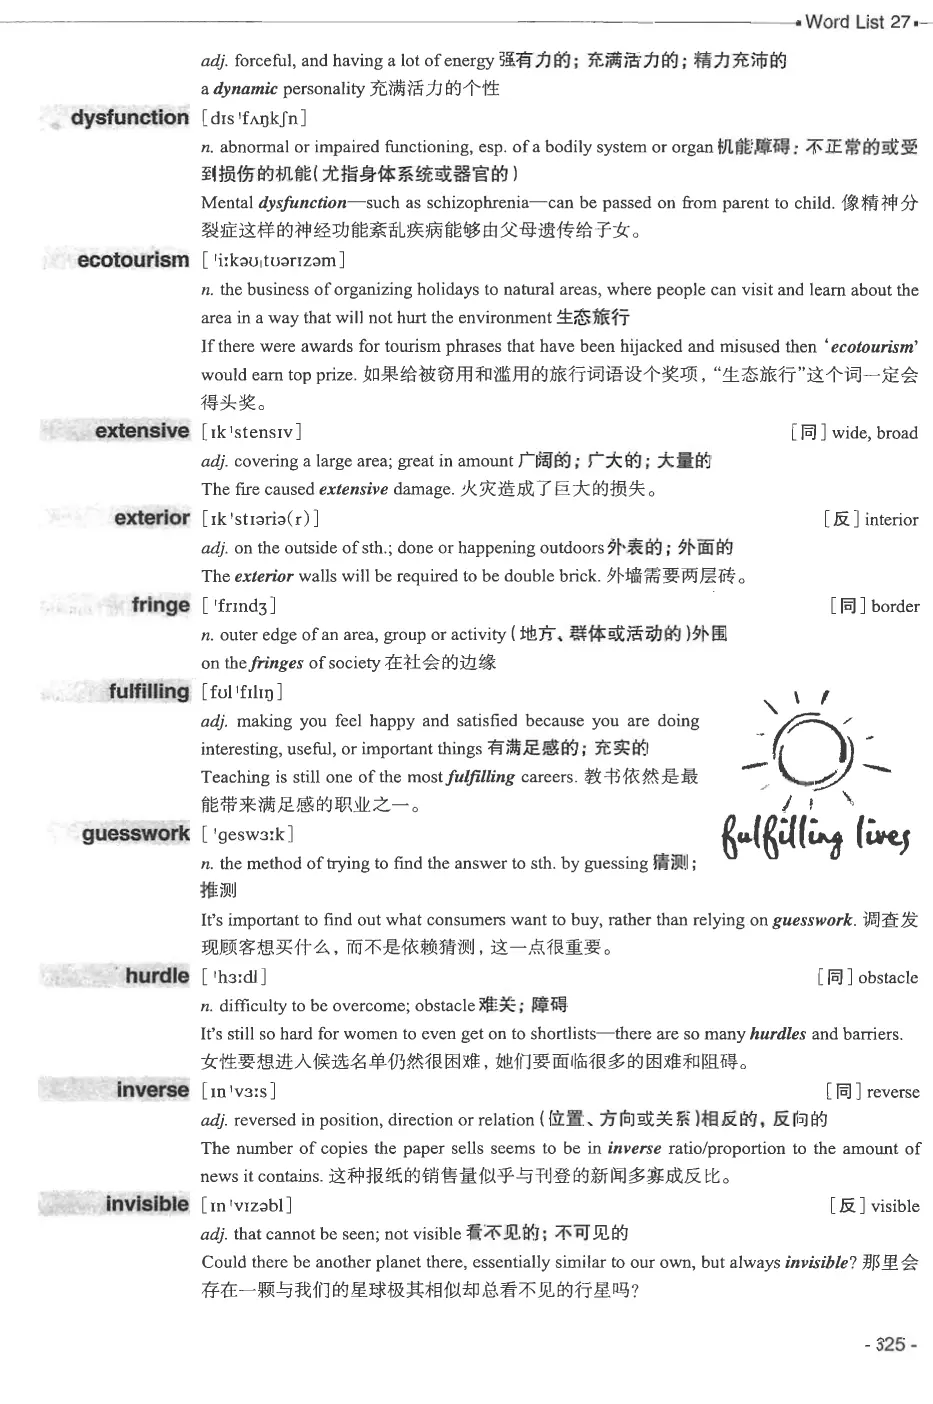 Word List 27
adj. forceful, and having a lot of energy 强有力的；充满活力的；精力充沛的
a dynamic personality 充满活力的个性
dysfunction [dɪsˈfʌŋkʃn]
n. abnormal or impaired functioning, esp. of a bodily system or organ 机能障碍：不正常的或受
到损伤的机能(尤指身体系统或器官的)
Mental dysfunction—such as schizophrenia—can be passed on from parent to child. 像精神分
裂症这样的神经功能紊乱疾病能够由父母遗传给子女。
ecotourism [ˈiːkəʊˌtʊərɪzəm]
n. the business of organizing holidays to natural areas, where people can visit and learn about the
area in a way that will not hurt the environment 生态旅行
If there were awards for tourism phrases that have been hijacked and misused then ‘ecotourism’
would earn top prize. 如果给被窃用和滥用的旅行词语设个奖项，“生态旅行”这个词一定会
得头奖。
extensive [ɪkˈstensɪv] [同] wide, broad
adj. covering a large area; great in amount 广阔的；广大的；大量的
The fire caused extensive damage. 火灾造成了巨大的损失。
exterior [ɪkˈstɪəriə(r)] [反] interior
adj. on the outside of sth.; done or happening outdoors 外表的；外面的
The exterior walls will be required to be double brick. 外墙需要两层砖。
fringe [ˈfrɪndʒ] [同] border
n. outer edge of an area, group or activity (地方、群体或活动的)外围
on the fringes of society 在社会的边缘
fulfilling [fʊlˈfɪlɪŋ]
adj. making you feel happy and satisfied because you are doing
interesting, useful, or important things 有满足感的；充实的
Teaching is still one of the most fulfilling careers. 教书依然是最
能带来满足感的职业之一。
fulfilling lives
guesswork [ˈɡeswɜːk]
n. the method of trying to find the answer to sth. by guessing 猜测；
推测
It’s important to find out what consumers want to buy, rather than relying on guesswork. 调查发
现顾客想买什么，而不是依赖猜测，这一点很重要。
hurdle [ˈhɜːdl] [同] obstacle
n. difficulty to be overcome; obstacle 难关；障碍
It’s still so hard for women to even get on to shortlists—there are so many hurdles and barriers.
女性要想进入候选名单仍然很困难，她们要面临很多的困难和阻碍。
inverse [ɪnˈvɜːs] [同] reverse
adj. reversed in position, direction or relation (位置、方向或关系)相反的，反向的
The number of copies the paper sells seems to be in inverse ratio/proportion to the amount of
news it contains. 这种报纸的销售量似乎与刊登的新闻多寡成反比。
invisible [ɪnˈvɪzəbl] [反] visible
adj. that cannot be seen; not visible 看不见的；不可见的
Could there be another planet there, essentially similar to our own, but always invisible? 那里会
存在一颗与我们的星球极其相似却总看不见的行星吗?
- 325 -